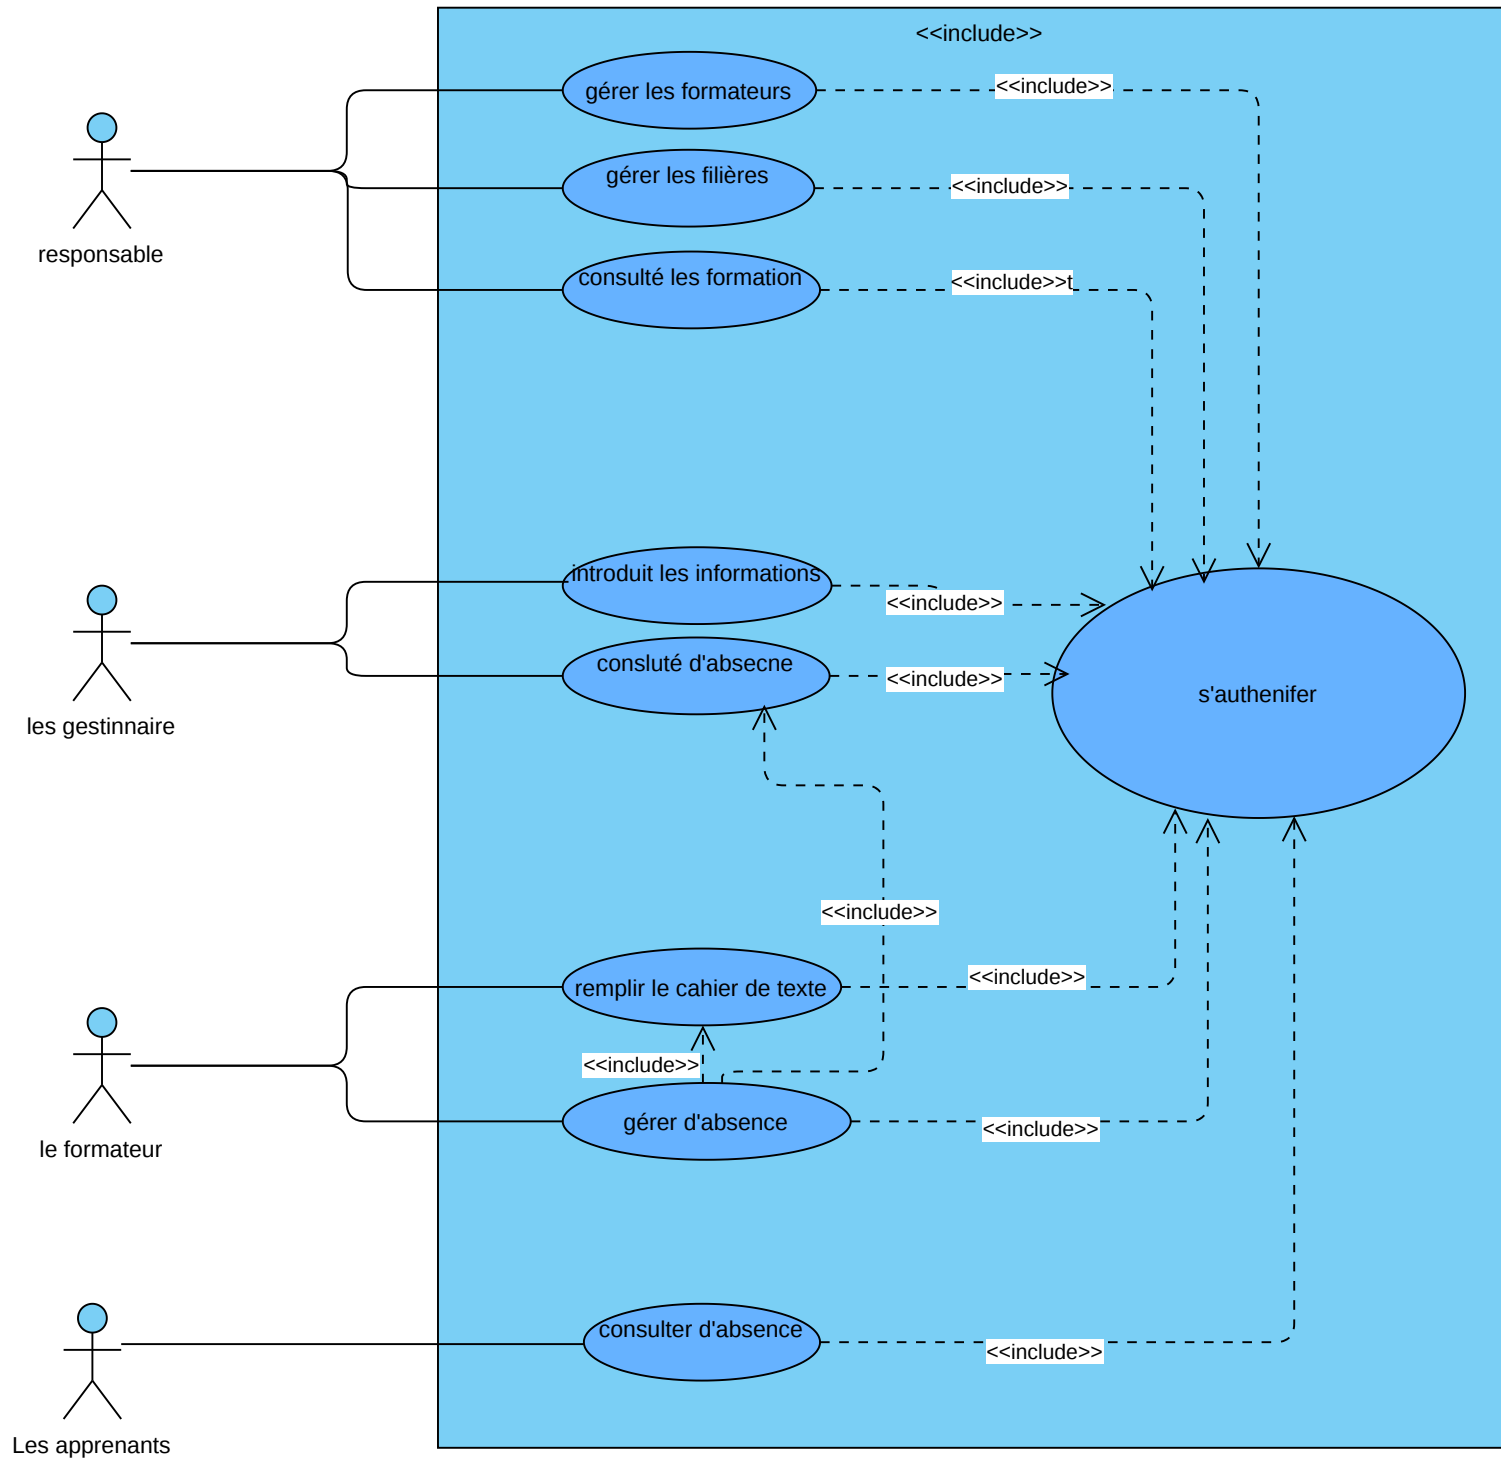 <<include>>
gérer les formateurs
<<include>>
gérer les filières
<<include>>
responsable
consulté les formation
<<include>>t
introduit les informations
<<include>>
consluté d'absecne
<<include>>
s'authenifer
les gestinnaire
<<include>>
remplir le cahier de texte
<<include>>
<<include>>
gérer d'absence
<<include>>
le formateur
consulter d'absence
<<include>>
Les apprenants